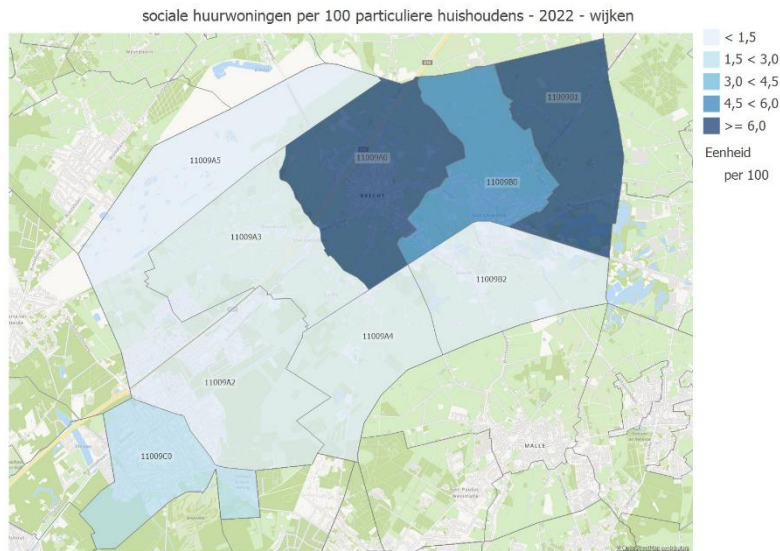 sociale huurwoningen per 100 particuliere huishoudens - 2022 - wijken
< 1,5
1,5 < 3,0
3,0 < 4,5
4,5 < 6,0
>= 6,0
Eenheid
per 100
11009B1
11009A5
11009A0
11009B0
BRECHT
11009A3
11009B2
11009A4
11009A2
11009C0
MALLE